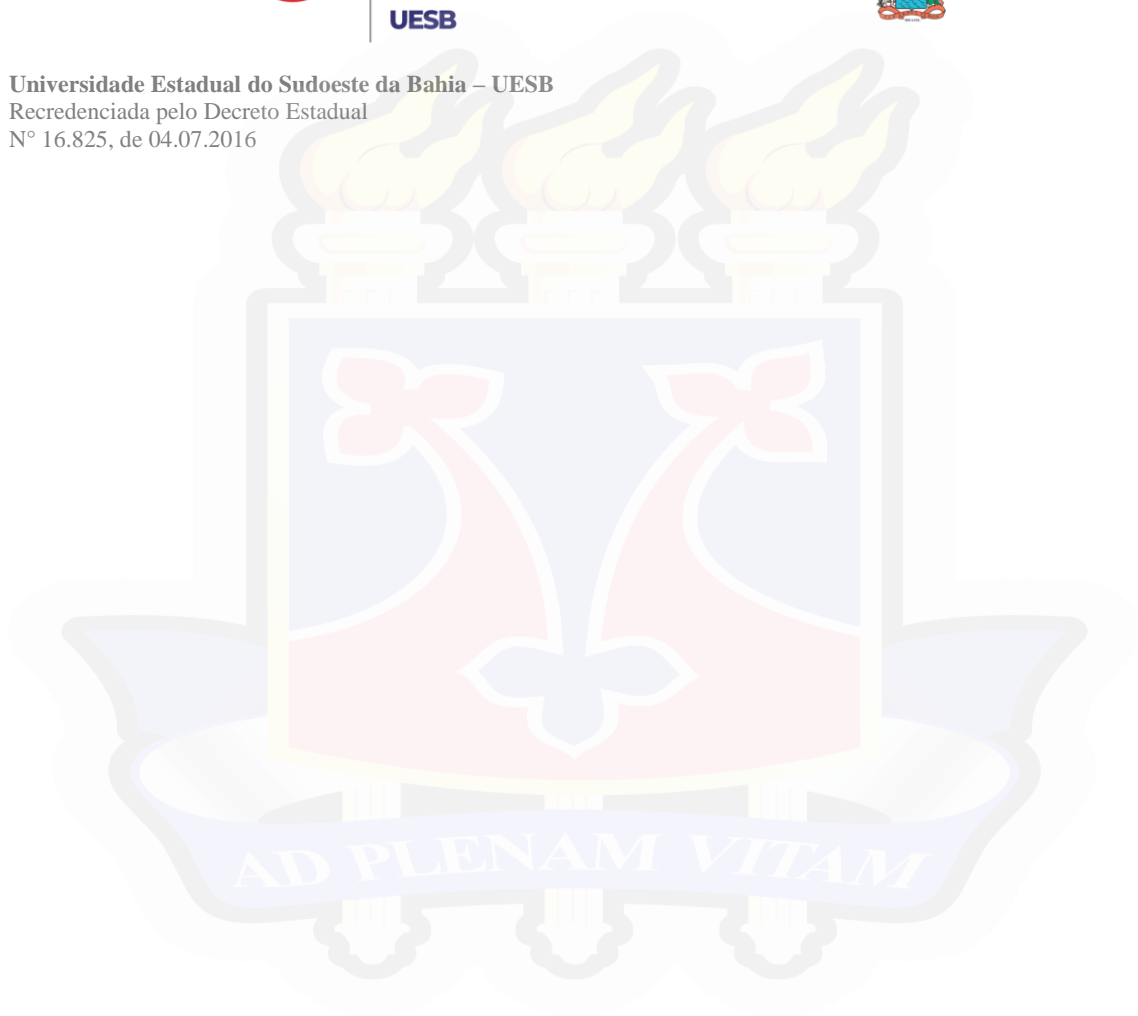 UESB
Universidade Estadual do Sudoeste da Bahia – UESB
Recredenciada pelo Decreto Estadual
N° 16.825, de 04.07.2016
AD PLENAM VITAM